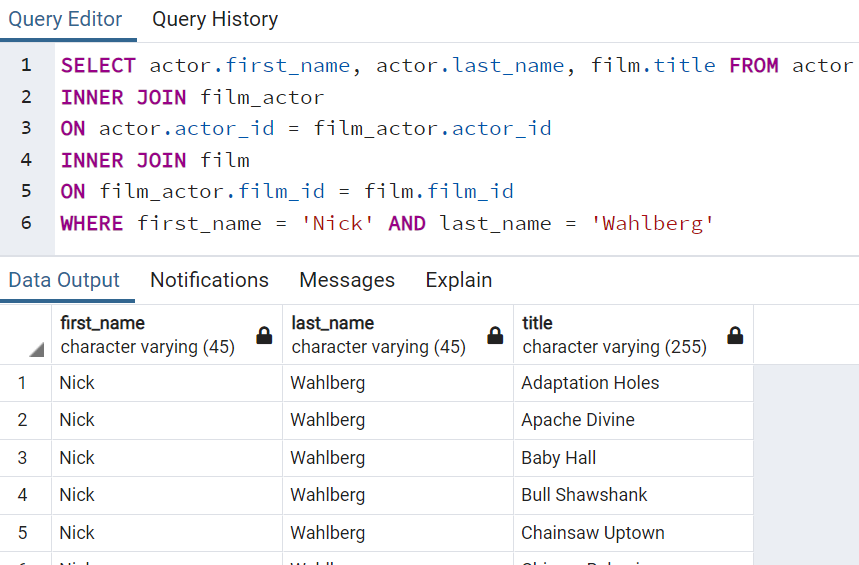 Query Editor Query History
1 SELECT actor.first_name, actor.last_name, film.title FROM actor
2 INNER JOIN film_actor
3 ON actor.actor_id = film_actor.actor_id
4 INNER JOIN film
5 ON film_actor.film_id = film.film_id
6 WHERE first_name = 'Nick' AND last_name = 'Wahlberg'
Data Output Notifications Messages Explain
first_name last_name title
character varying (45) character varying (45) character varying (255)
1 Nick Wahlberg Adaptation Holes
2 Nick Wahlberg Apache Divine
3 Nick Wahlberg Baby Hall
4 Nick Wahlberg Bull Shawshank
5 Nick Wahlberg Chainsaw Uptown